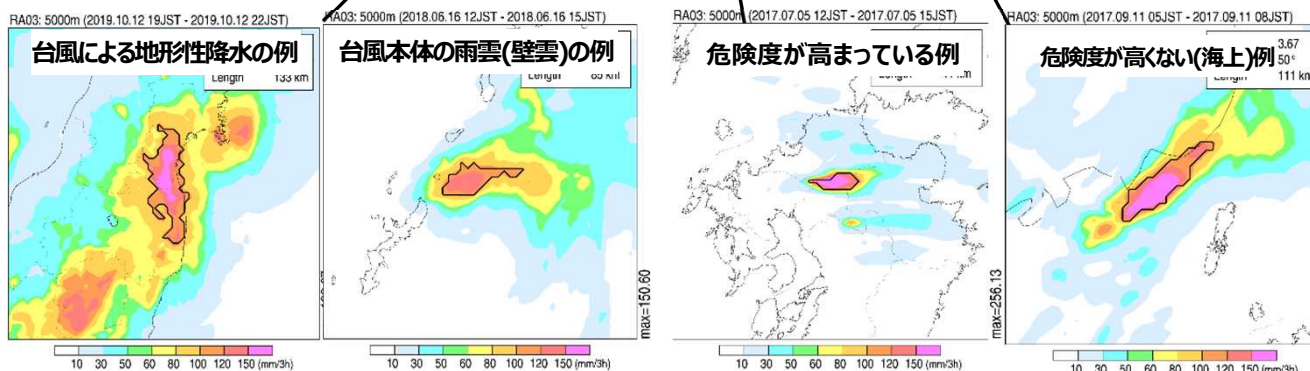 RA03: 5000m (2019.10.12 19JST - 2019.10.12 22JST)
台風による地形性降水の例
Length 133 km
10 30 50 60 80 100 120 150 (mm/3h)
RA03: 5000m (2018.06.16 12JST - 2018.06.16 15JST)
台風本体の雨雲(壁雲)の例
Length 85 km
max=150.60
10 30 50 60 80 100 120 150 (mm/3h)
RA03: 5000m (2017.07.05 12JST - 2017.07.05 15JST)
危険度が高まっている例
10 30 50 60 80 100 120 150 (mm/3h)
RA03: 5000m (2017.09.11 05JST - 2017.09.11 08JST)
危険度が高くない(海上)例
3.67
50°
111 km
max=256.13
10 30 50 60 80 100 120 150 (mm/3h)